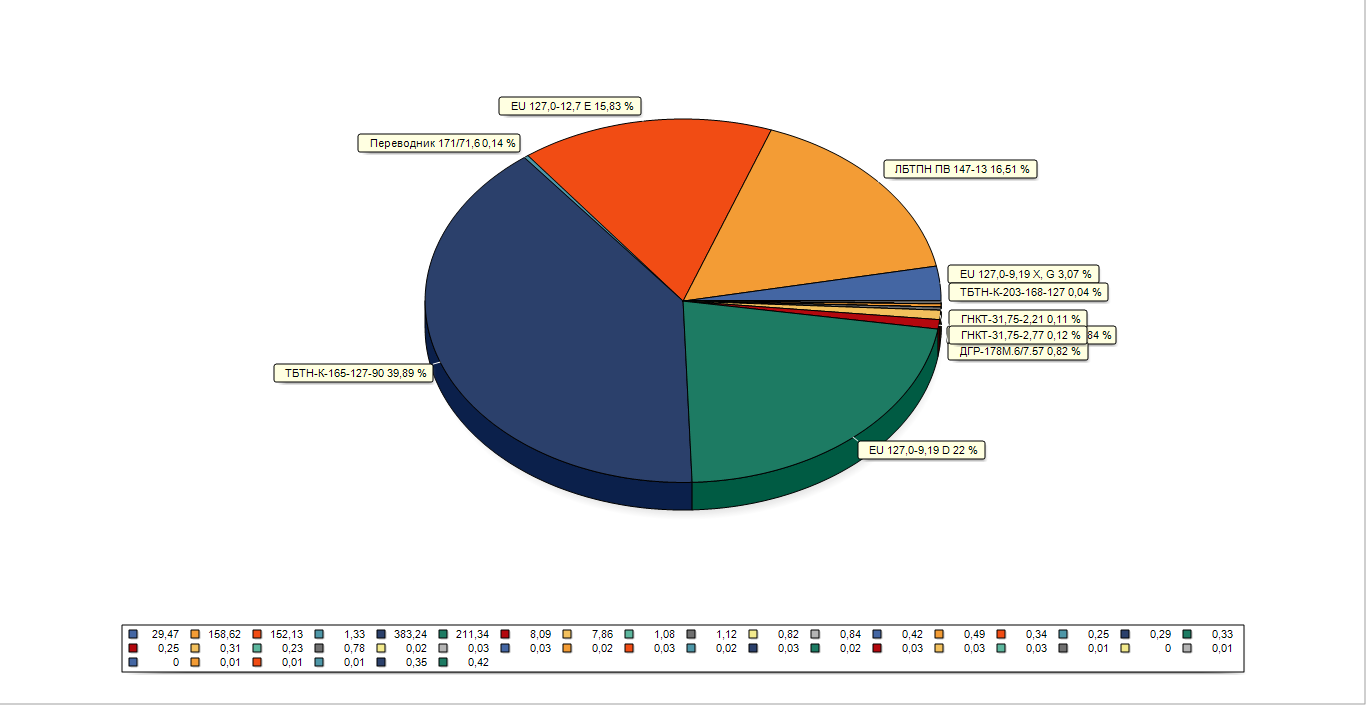 EU 127,0-12,7 E 15,83 %
Переводник 171/71,6 0,14 %
ЛБТПН ПВ 147-13 16,51 %
EU 127,0-9,19 X, G 3,07 %
ТБТН-К-203-168-127 0,04 %
ГНКТ-31,75-2,21 0,11 %
ГНКТ-31,75-2,77 0,12 % 84 %
ДГР-178М.6/7.57 0,82 %
ТБТН-К-165-127-90 39,89 %
EU 127,0-9,19 D 22 %
29,47 158,62 152,13 1,33 383,24 211,34 8,09 7,86 1,08 1,12 0,82 0,84 0,42 0,49 0,34 0,25 0,29 0,33
0,25 0,31 0,23 0,78 0,02 0,03 0,03 0,02 0,03 0,02 0,03 0,02 0,03 0,03 0,03 0,01 0 0,01
0 0,01 0,01 0,01 0,35 0,42